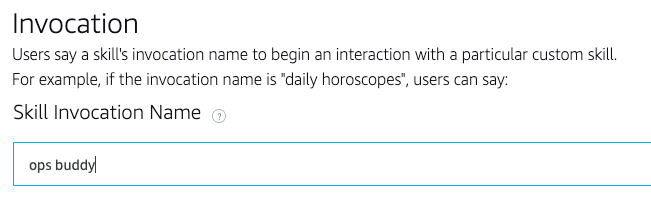 Invocation
Users say a skill's invocation name to begin an interaction with a particular custom skill.
For example, if the invocation name is "daily horoscopes", users can say:
Skill Invocation Name ?
ops buddy